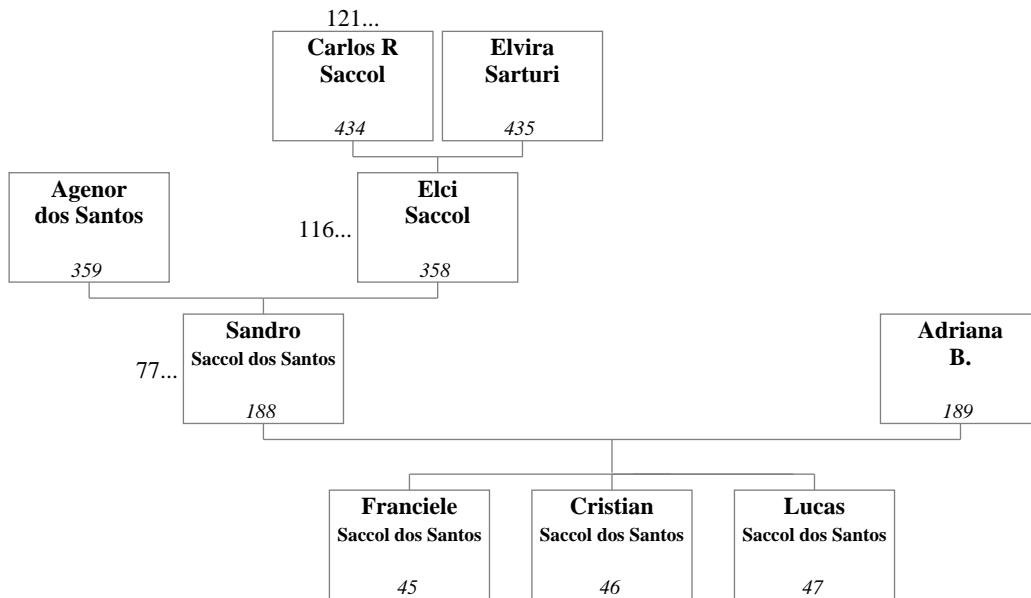 121...
Carlos R
Saccol
434
Elvira
Sarturi
435
Agenor
dos Santos
359
116...
Elci
Saccol
358
77...
Sandro
Saccol dos Santos
188
Adriana
B.
189
Franciele
Saccol dos Santos
45
Cristian
Saccol dos Santos
46
Lucas
Saccol dos Santos
47